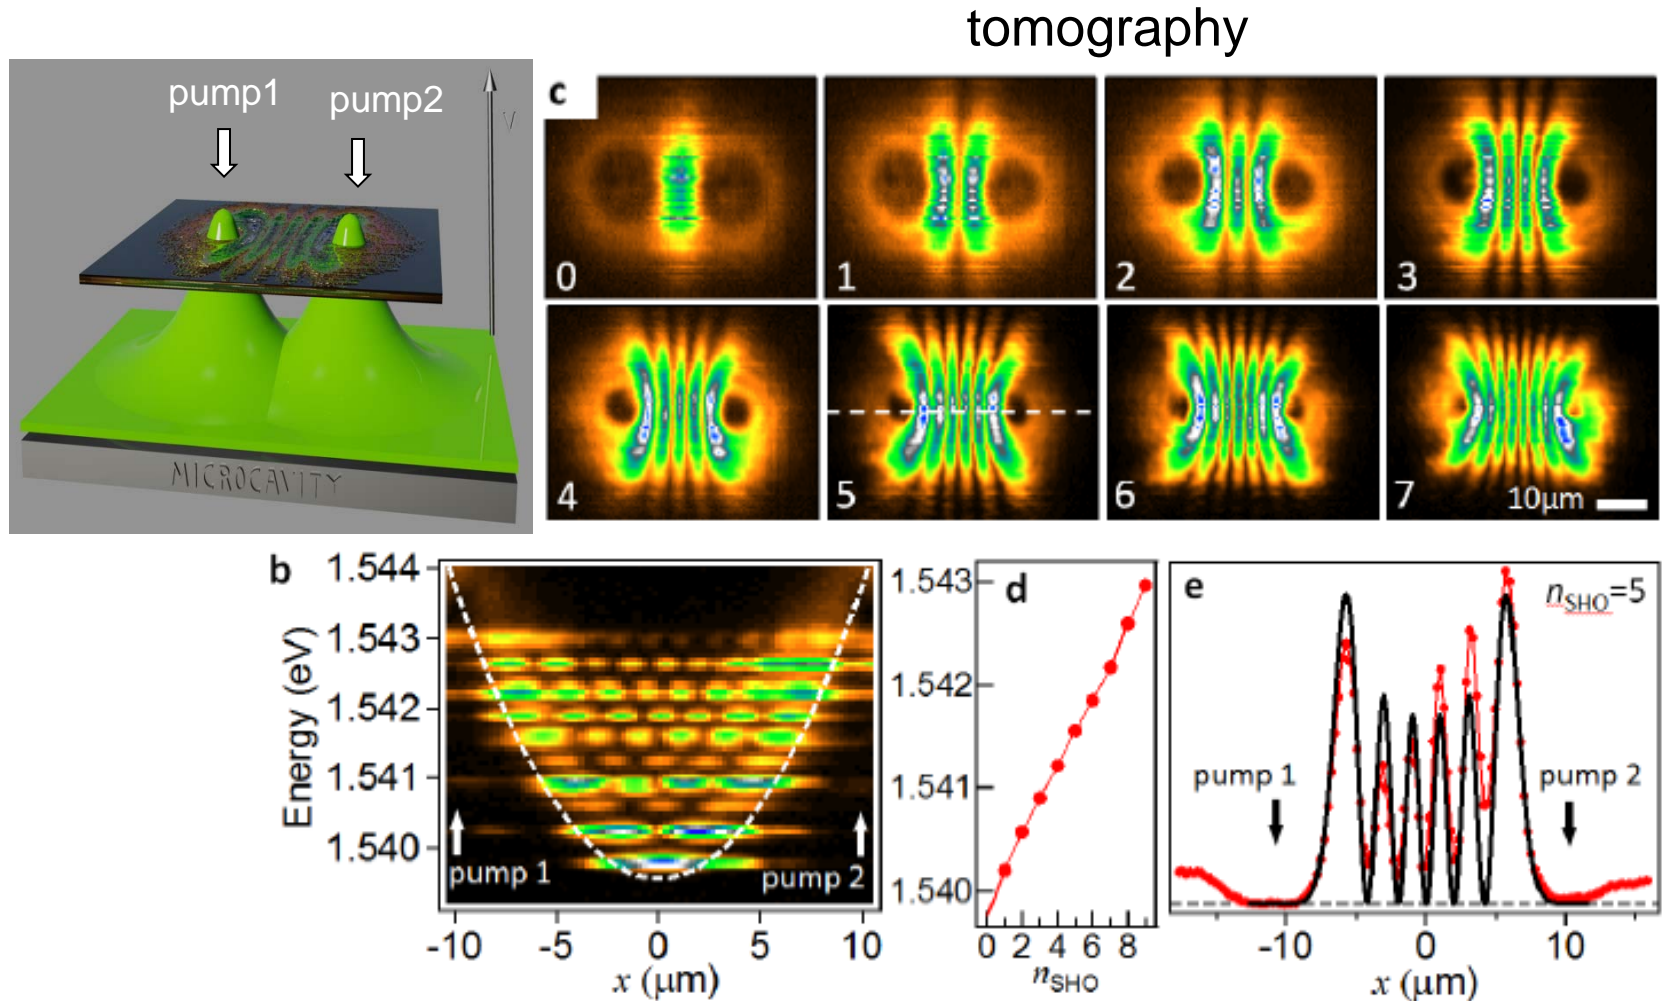 tomography
pump1
pump2
V
MICROCAVITY
c
0
1
2
3
4
5
6
7
10μm
b
1.544
1.543
1.542
1.541
1.540
Energy (eV)
pump 1
pump 2
-10
-5
0
5
10
x (μm)
d
1.543
1.542
1.541
1.540
0
2
4
6
8
nSHO
e
nSHO=5
pump 1
pump 2
-10
0
10
x (μm)